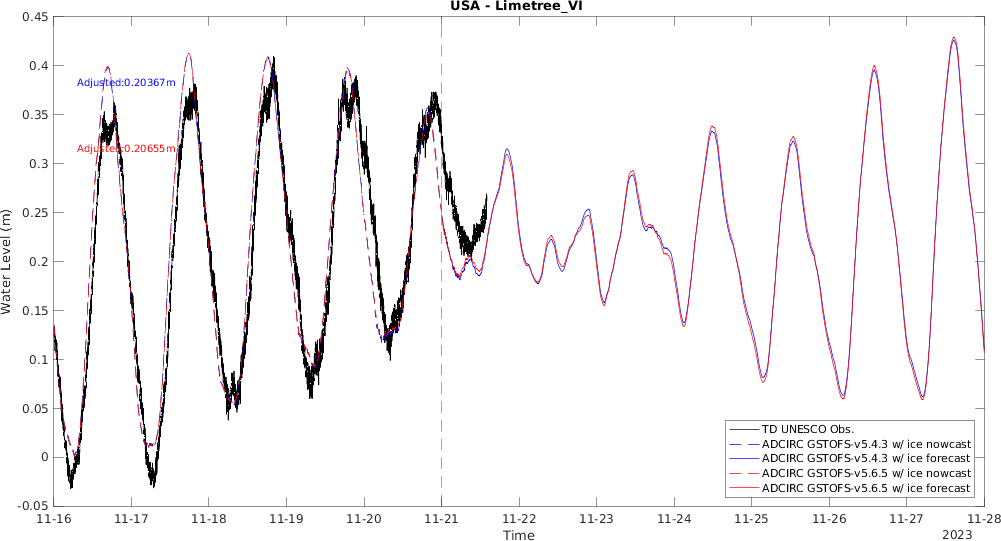 USA - Limetree_VI
0.45
0.4
0.35
0.3
0.25
0.2
0.15
0.1
0.05
0
-0.05
Water Level (m)
Adjusted:0.20367m
Adjusted:0.20655m
TD UNESCO Obs.
ADCIRC GSTOFS-v5.4.3 w/ ice nowcast
ADCIRC GSTOFS-v5.4.3 w/ ice forecast
ADCIRC GSTOFS-v5.6.5 w/ ice nowcast
ADCIRC GSTOFS-v5.6.5 w/ ice forecast
11-16 11-17 11-18 11-19 11-20 11-21 11-22 11-23 11-24 11-25 11-26 11-27 11-28
Time
2023